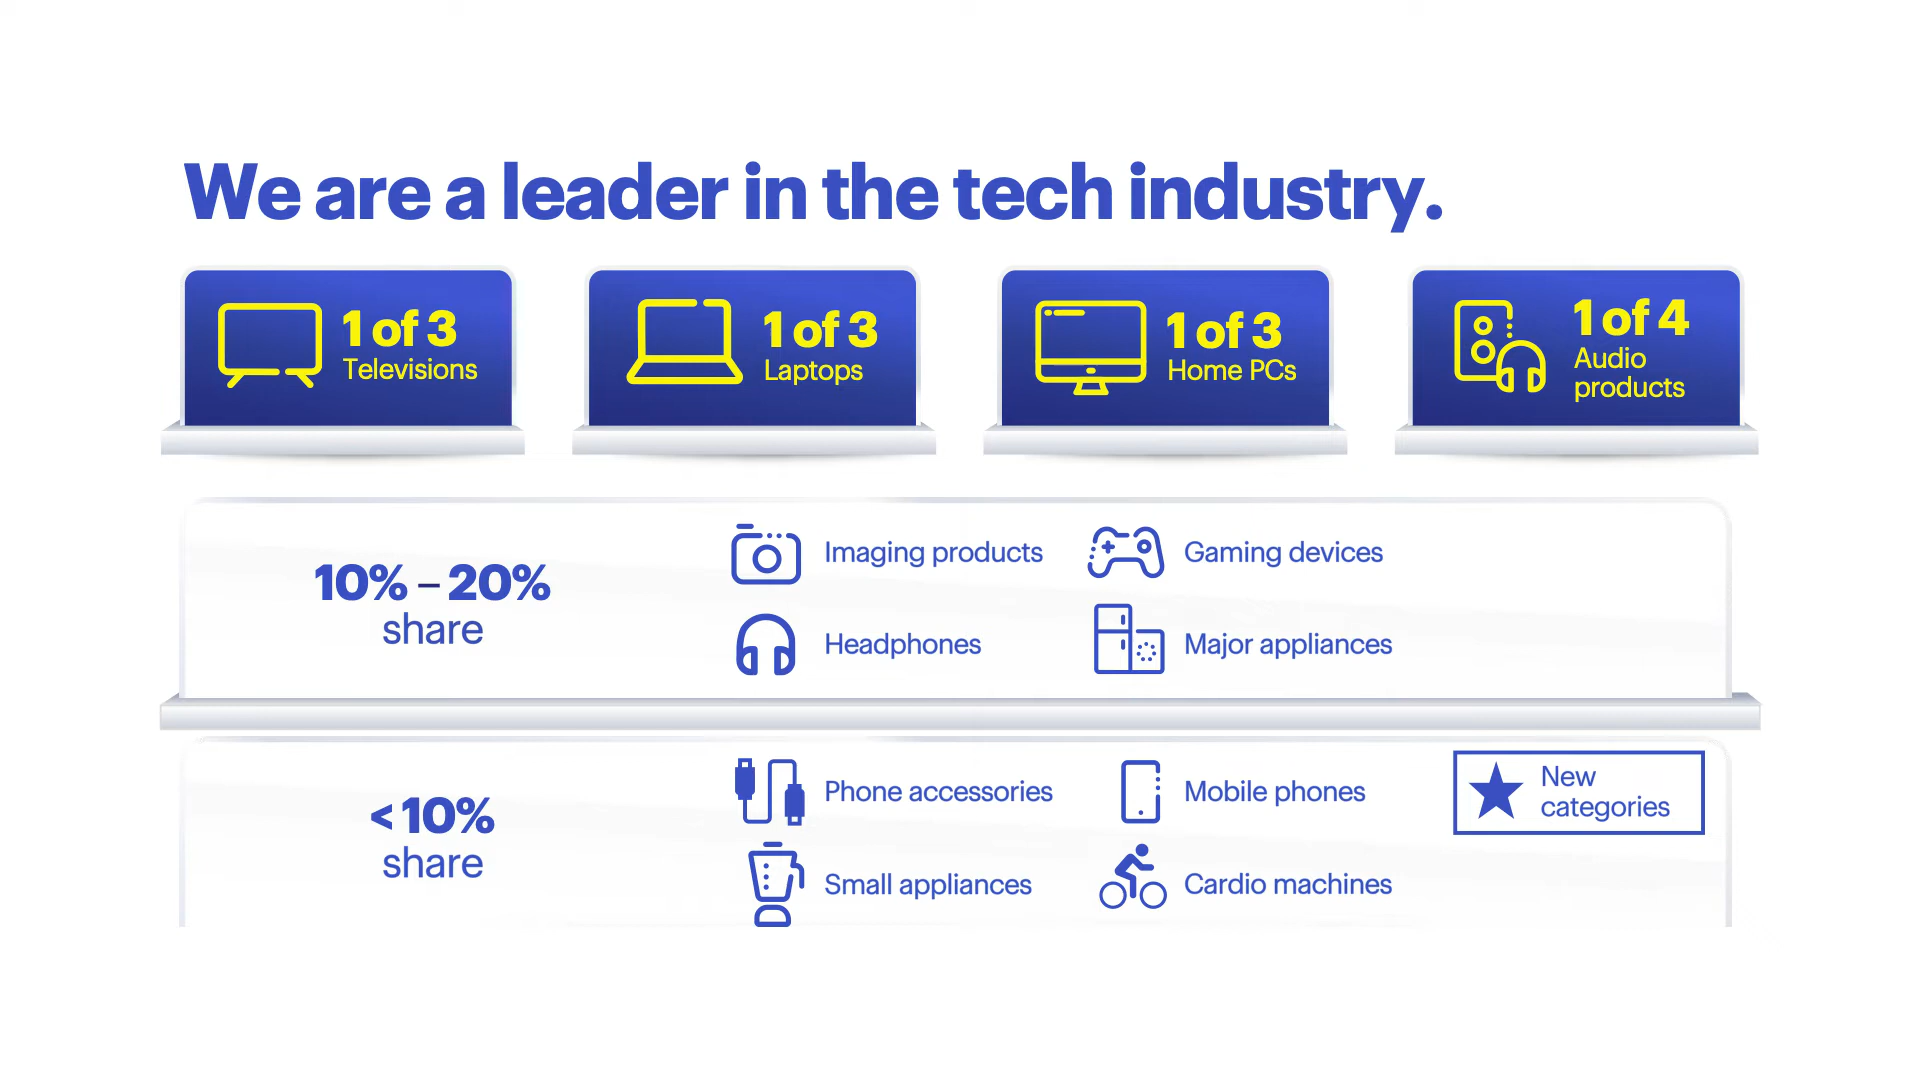 We are a leader in the tech industry.
1 of 3
Televisions
1 of 3
Laptops
1 of 3
Home PCs
1 of 4
Audio
products
10% – 20%
share
Imaging products
Gaming devices
Headphones
Major appliances
< 10%
share
Phone accessories
Mobile phones
New
categories
Small appliances
Cardio machines